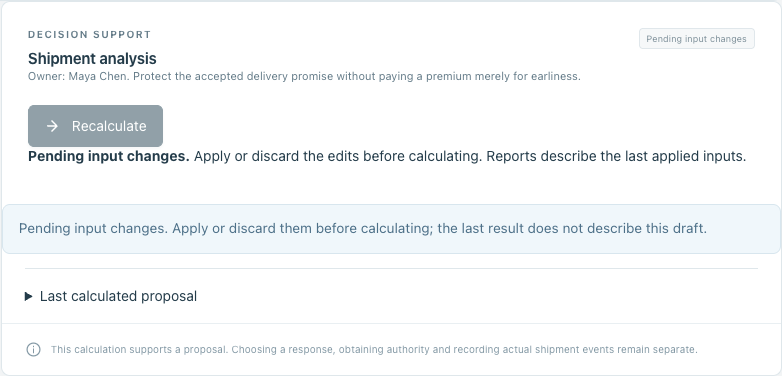 DECISION SUPPORT
Pending input changes
Shipment analysis
Owner: Maya Chen. Protect the accepted delivery promise without paying a premium merely for earliness.
Recalculate
Pending input changes. Apply or discard the edits before calculating. Reports describe the last applied inputs.
Pending input changes. Apply or discard them before calculating; the last result does not describe this draft.
Last calculated proposal
This calculation supports a proposal. Choosing a response, obtaining authority and recording actual shipment events remain separate.